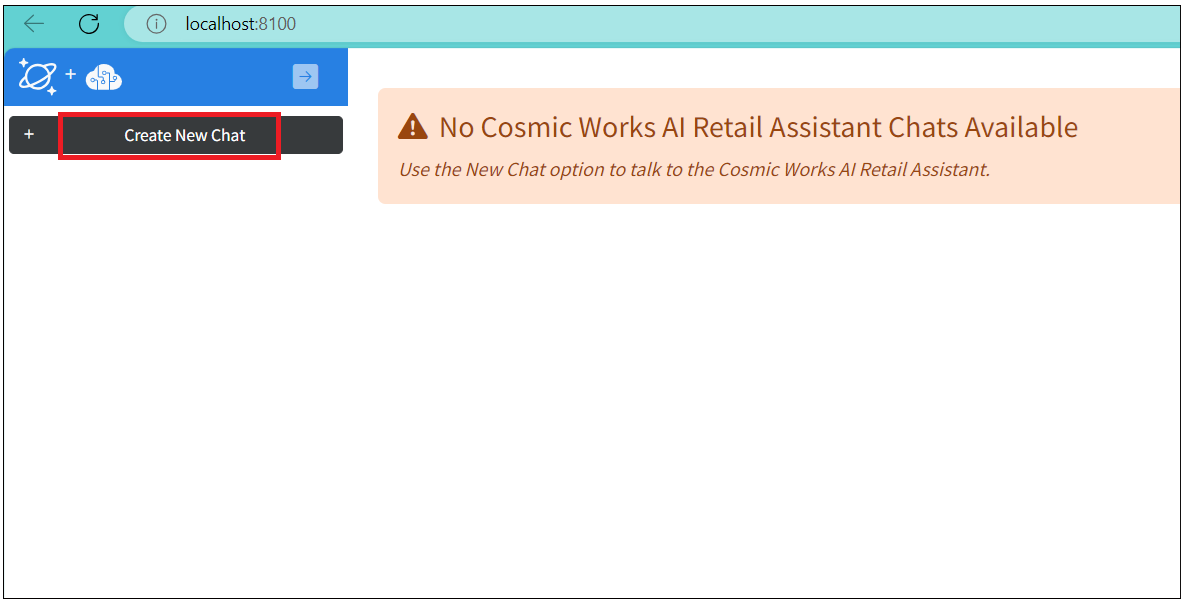 localhost:8100
+
+ Create New Chat
No Cosmic Works AI Retail Assistant Chats Available
Use the New Chat option to talk to the Cosmic Works AI Retail Assistant.